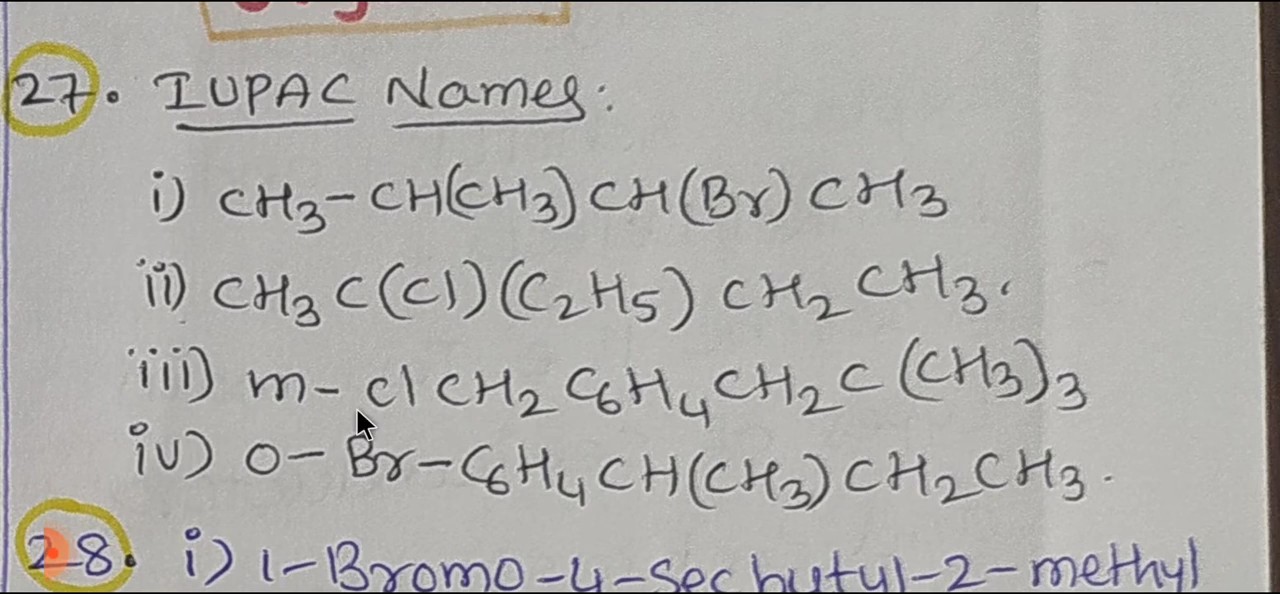 27. IUPAC Names:
i) CH3-CH(CH3)CH(Br)CH3
ii) CH3C(Cl)(C2H5)CH2CH3.
iii) m-ClCH2C6H4CH2C(CH3)3
iv) O-Br-C6H4CH(CH3)CH2CH3.
28. i) 1-Bromo-4-Sec butyl-2-methyl